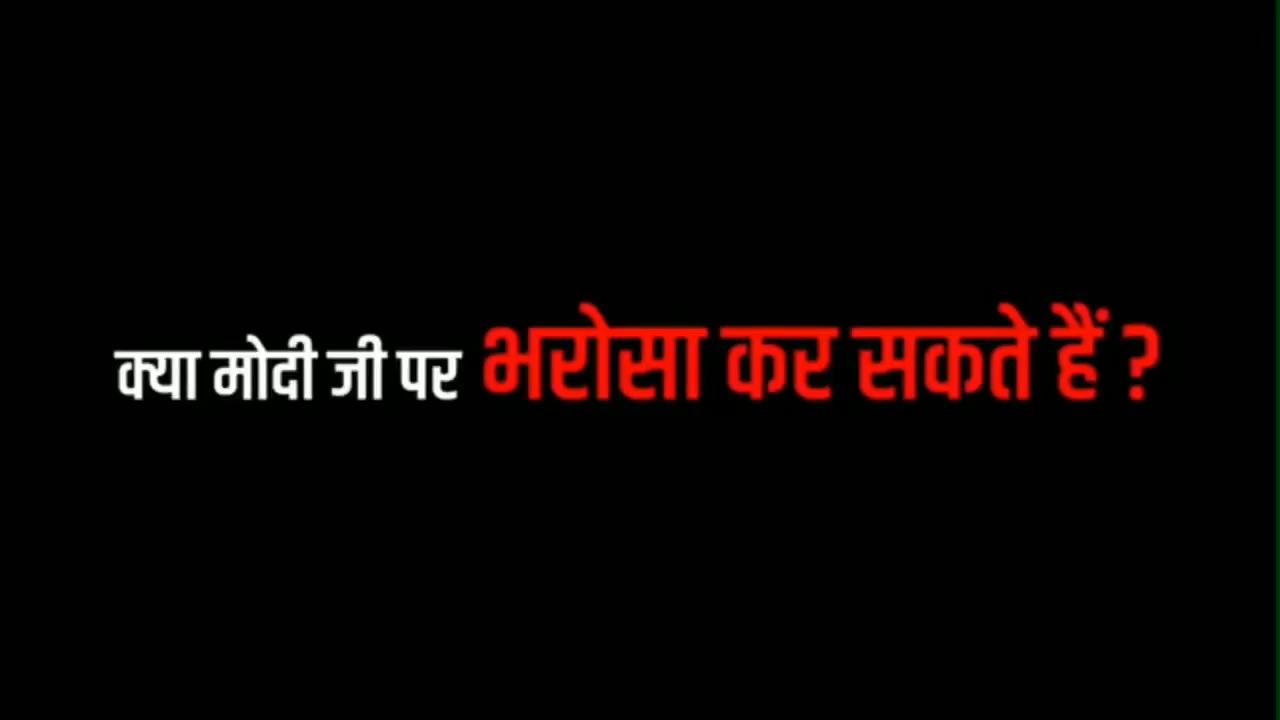 क्या मोदी जी पर भरोसा कर सकते हैं ?